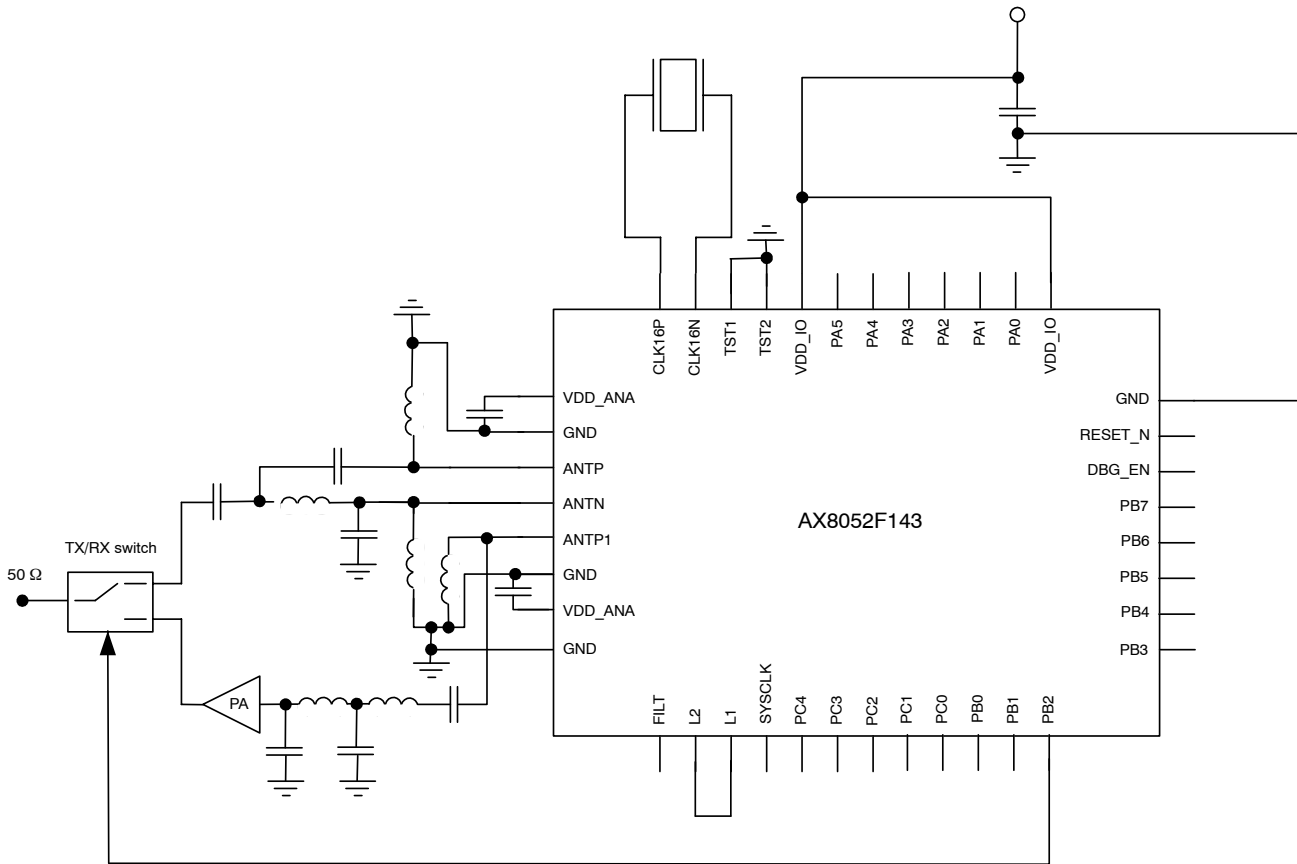 CLK16P
CLK16N
TST1
TST2
VDD_IO
PA5
PA4
PA3
PA2
PA1
PA0
VDD_IO
VDD_ANA
GND
ANTP
ANTN
ANTP1
GND
VDD_ANA
GND
GND
RESET_N
DBG_EN
PB7
PB6
PB5
PB4
PB3
AX8052F143
TX/RX switch
50 Ω
PA
FILT
L2
L1
SYSCLK
PC4
PC3
PC2
PC1
PC0
PB0
PB1
PB2